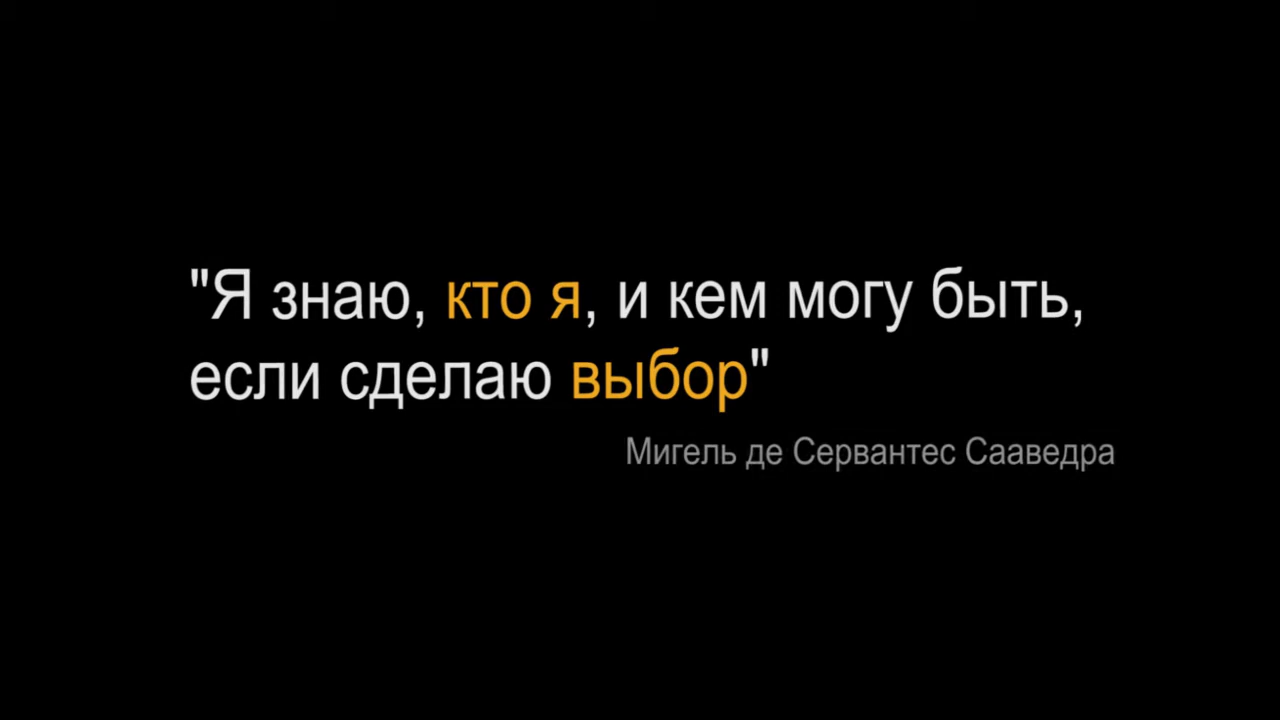 "Я знаю, кто я, и кем могу быть,
если сделаю выбор"
Мигель де Сервантес Сааведра